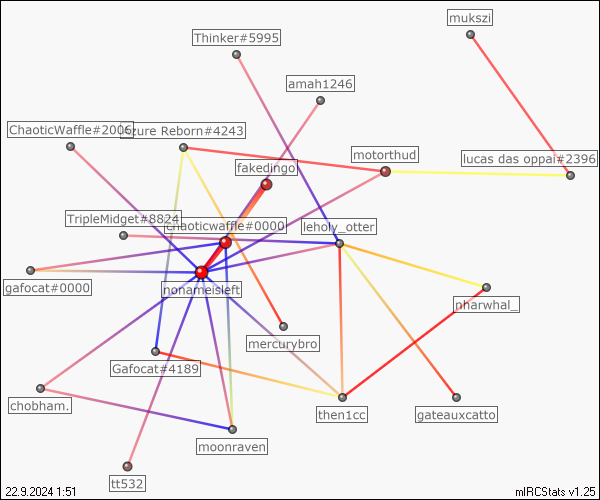 mukszi
Thinker#5995
amah1246
ChaoticWaffle#2006
Azure Reborn#4243
motorthud
lucas das oppai#2396
fakedingo
TripleMidget#8824
chaoticwaffle#0000
leholy_otter
gafocat#0000
nonameisleft
nharwhal_
mercurybro
Gafocat#4189
chobham.
then1cc
gateauxcatto
moonraven
tt532
22.9.2024 1:51
mIRCStats v1.25